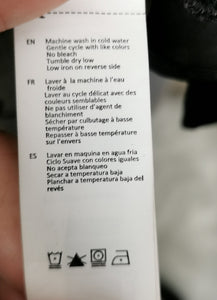 EN Machine wash in cold water
Gentle cycle with like colors
No bleach
Tumble dry low
Low iron on reverse side
FR Laver à la machine à l'eau
froide
Laver au cycle délicat avec des
couleurs semblables
Ne pas utiliser d'agent de
blanchiment
Sécher par culbutage à basse
température
Repasser à basse température
sur l'envers
ES Lavar en maquina en agua fria
Ciclo Suave con colores iguales
No acepta blanqueo
Secar a temperatura baja
Planchar a temperatura baja del
revés